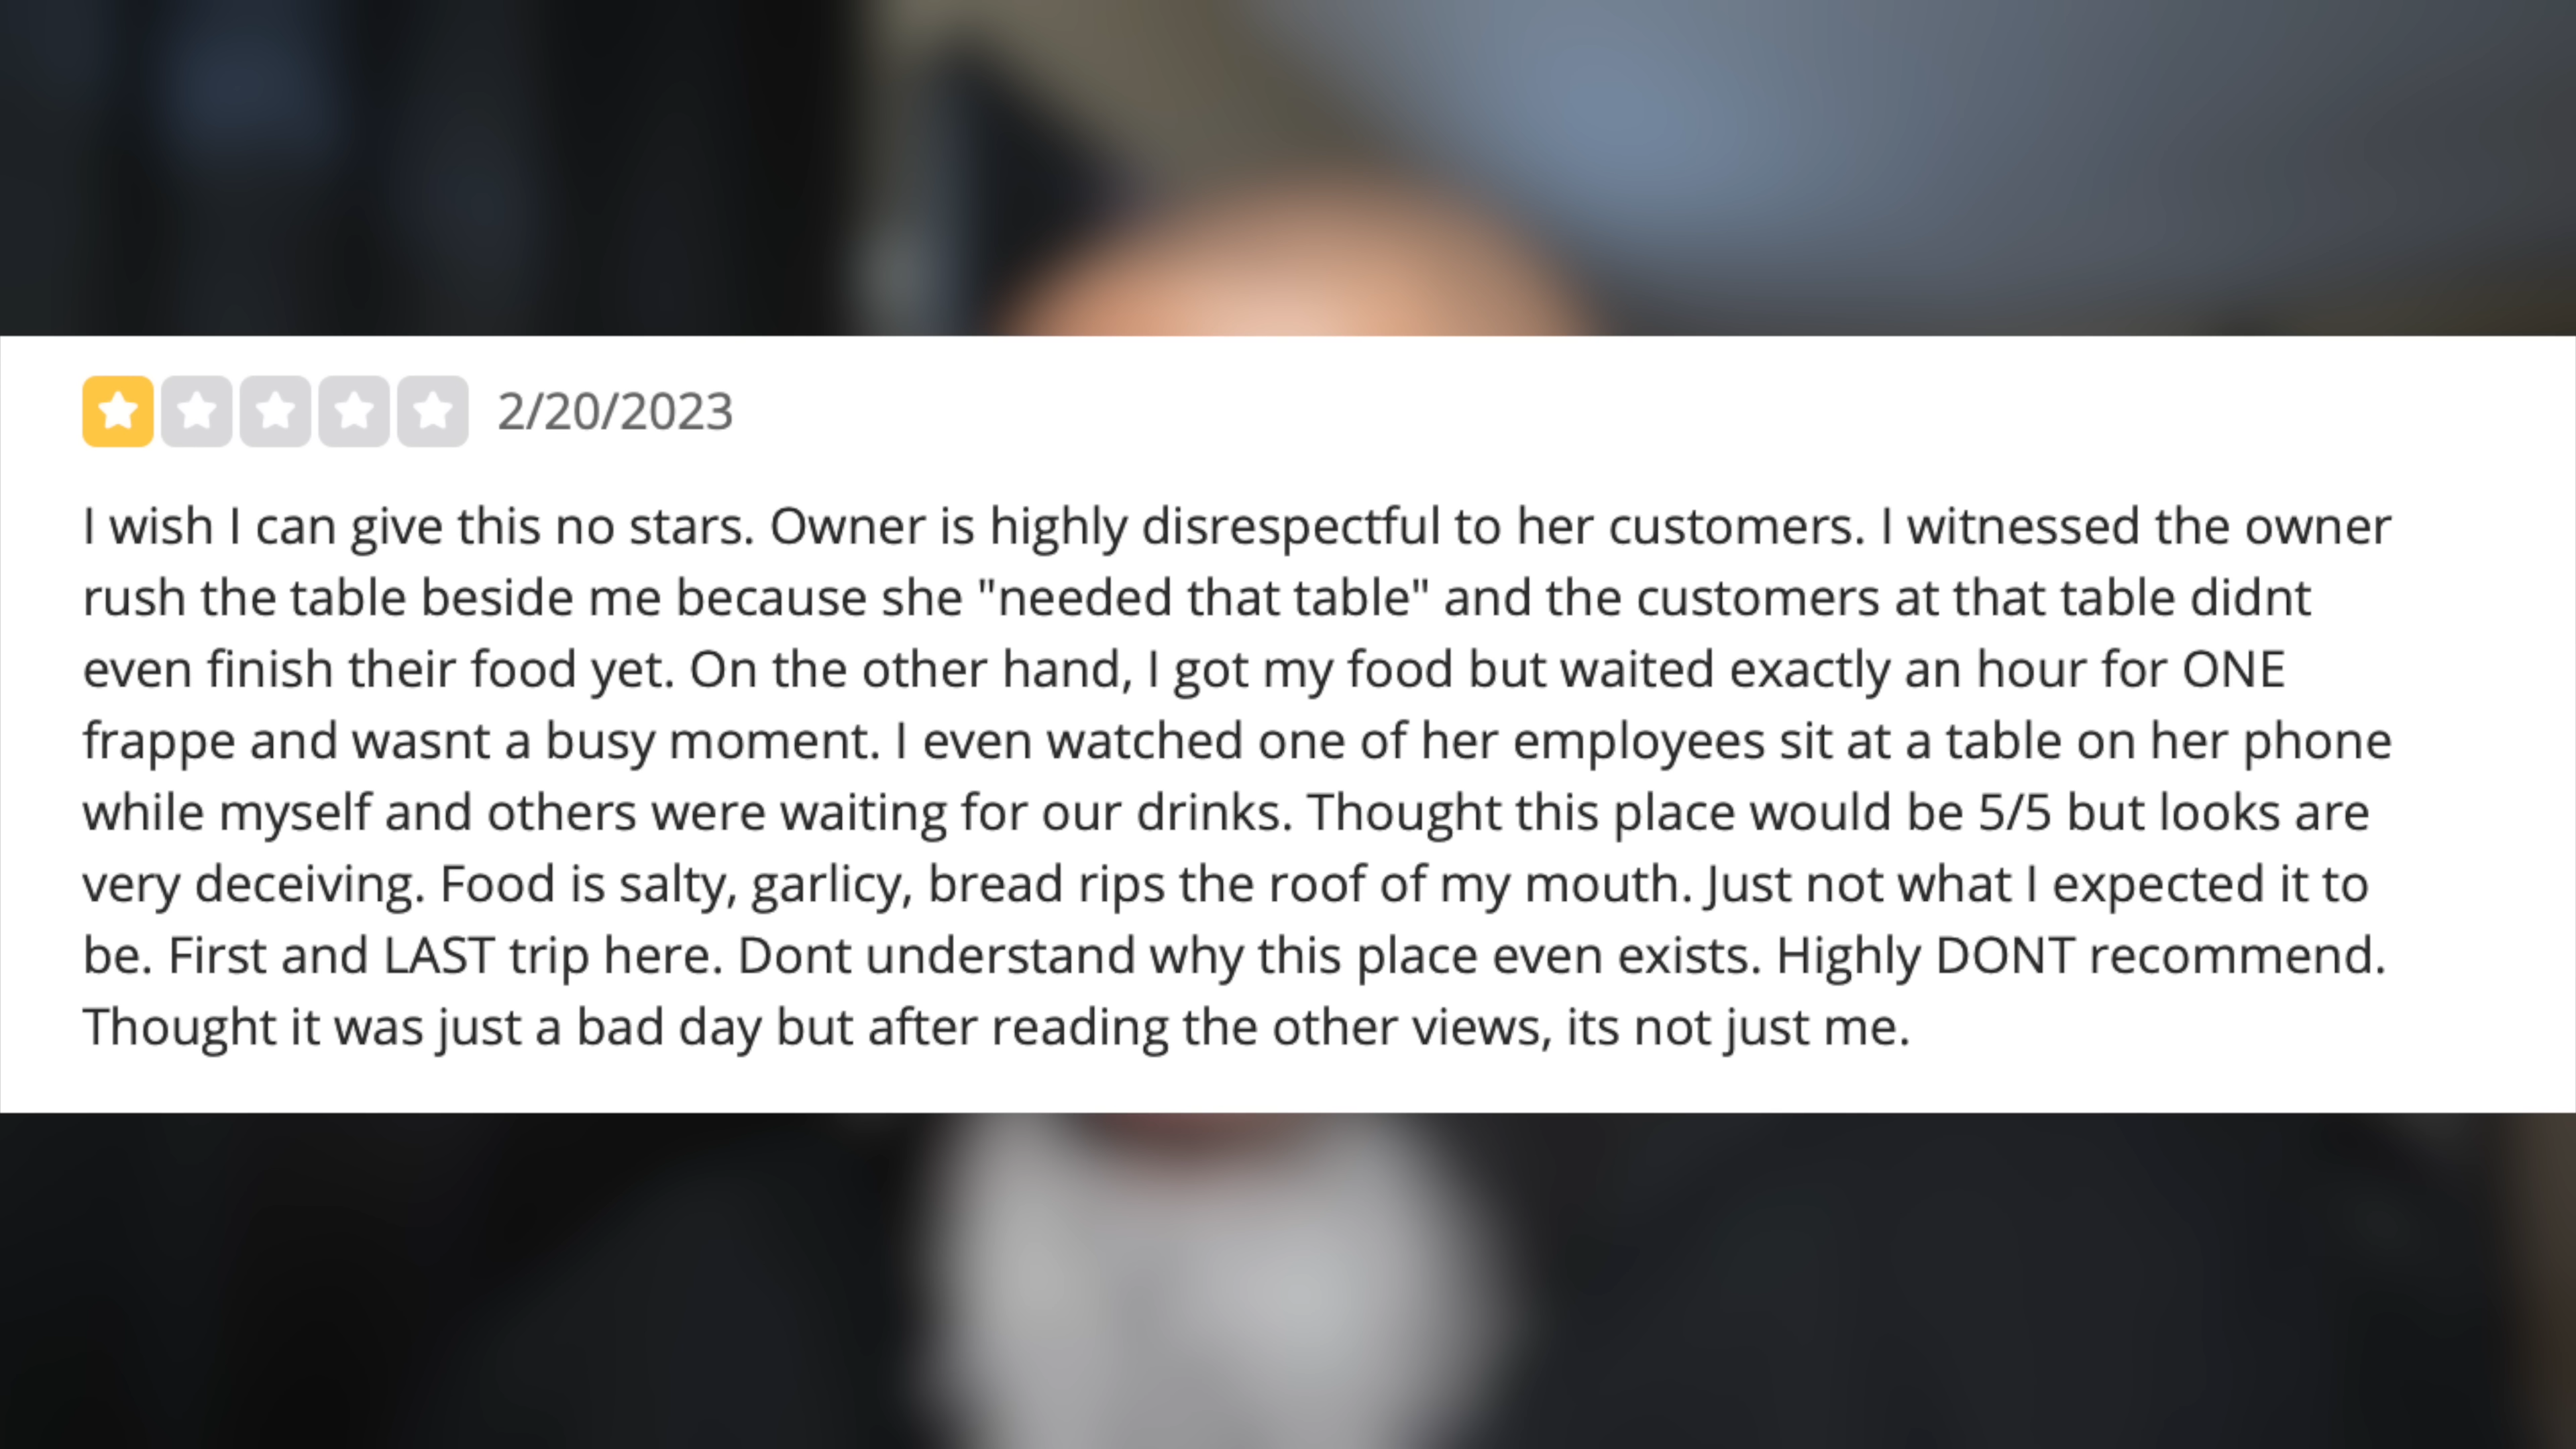 2/20/2023
I wish I can give this no stars. Owner is highly disrespectful to her customers. I witnessed the owner
rush the table beside me because she "needed that table" and the customers at that table didnt
even finish their food yet. On the other hand, I got my food but waited exactly an hour for ONE
frappe and wasnt a busy moment. I even watched one of her employees sit at a table on her phone
while myself and others were waiting for our drinks. Thought this place would be 5/5 but looks are
very deceiving. Food is salty, garlicy, bread rips the roof of my mouth. Just not what I expected it to
be. First and LAST trip here. Dont understand why this place even exists. Highly DONT recommend.
Thought it was just a bad day but after reading the other views, its not just me.